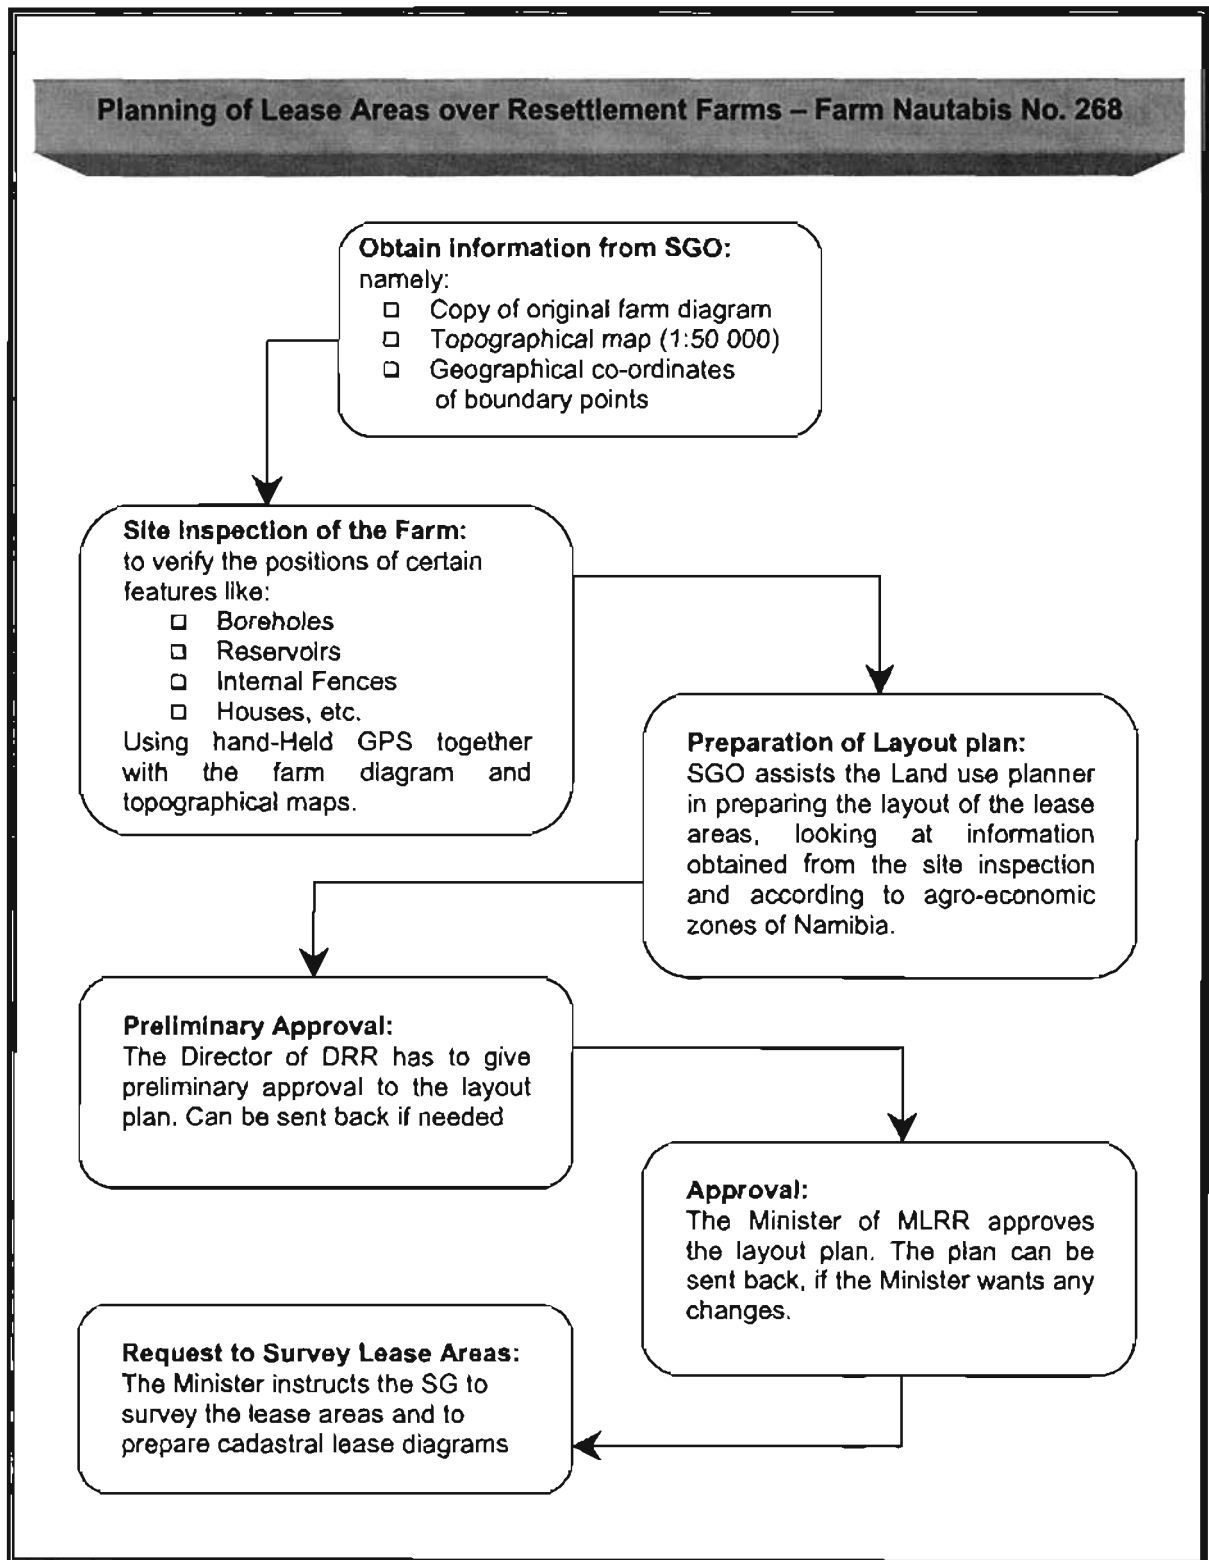 Planning of Lease Areas over Resettlement Farms – Farm Nautabis No. 268
Obtain information from SGO:
namely:
❑ Copy of original farm diagram
❑ Topographical map (1:50 000)
❑ Geographical co-ordinates
of boundary points
Site Inspection of the Farm:
to verify the positions of certain
features like:
❑ Boreholes
❑ Reservoirs
❑ Internal Fences
❑ Houses, etc.
Using hand-Held GPS together
with the farm diagram and
topographical maps.
Preparation of Layout plan:
SGO assists the Land use planner
in preparing the layout of the lease
areas, looking at information
obtained from the site inspection
and according to agro-economic
zones of Namibia.
Preliminary Approval:
The Director of DRR has to give
preliminary approval to the layout
plan. Can be sent back if needed
Approval:
The Minister of MLRR approves
the layout plan. The plan can be
sent back, if the Minister wants any
changes.
Request to Survey Lease Areas:
The Minister instructs the SG to
survey the lease areas and to
prepare cadastral lease diagrams